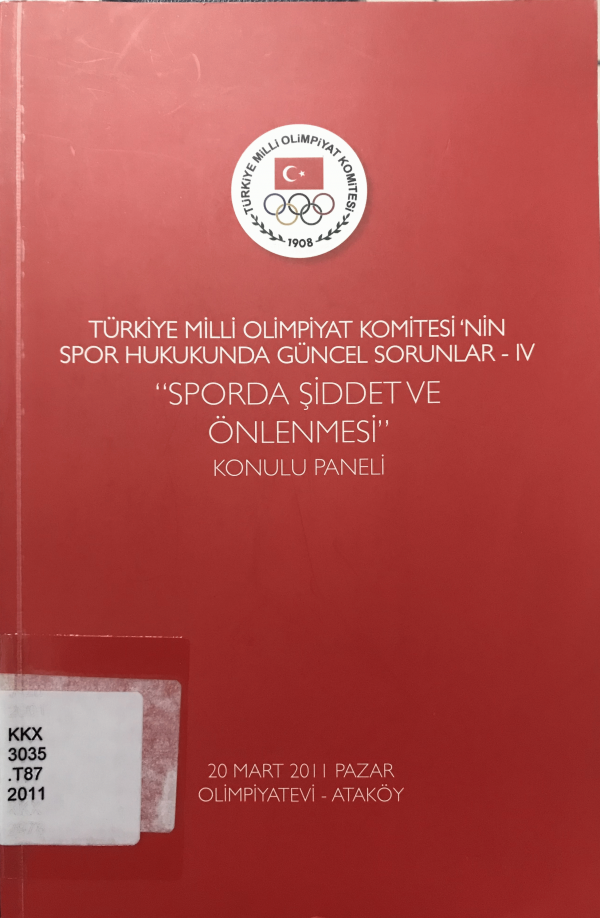 TÜRKİYE MİLLİ OLİMPİYAT KOMİTESİ
1908
TÜRKİYE MİLLİ OLİMPİYAT KOMİTESİ 'NİN
SPOR HUKUKUNDA GÜNCEL SORUNLAR - IV
“SPORDA ŞİDDET VE
ÖNLENMESİ”
KONULU PANELİ
KKX
3035
.T87
2011
20 MART 2011 PAZAR
OLİMPİYATEVİ - ATAKÖY